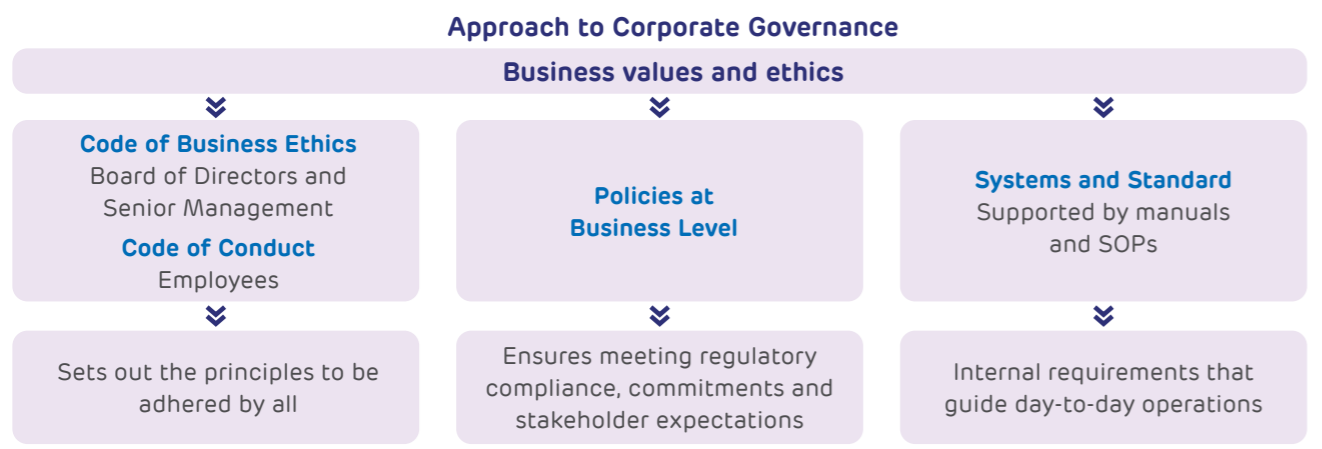 Approach to Corporate Governance
Business values and ethics
Code of Business Ethics
Board of Directors and
Senior Management
Code of Conduct
Employees
Policies at
Business Level
Systems and Standard
Supported by manuals
and SOPs
Sets out the principles to be
adhered by all
Ensures meeting regulatory
compliance, commitments and
stakeholder expectations
Internal requirements that
guide day-to-day operations